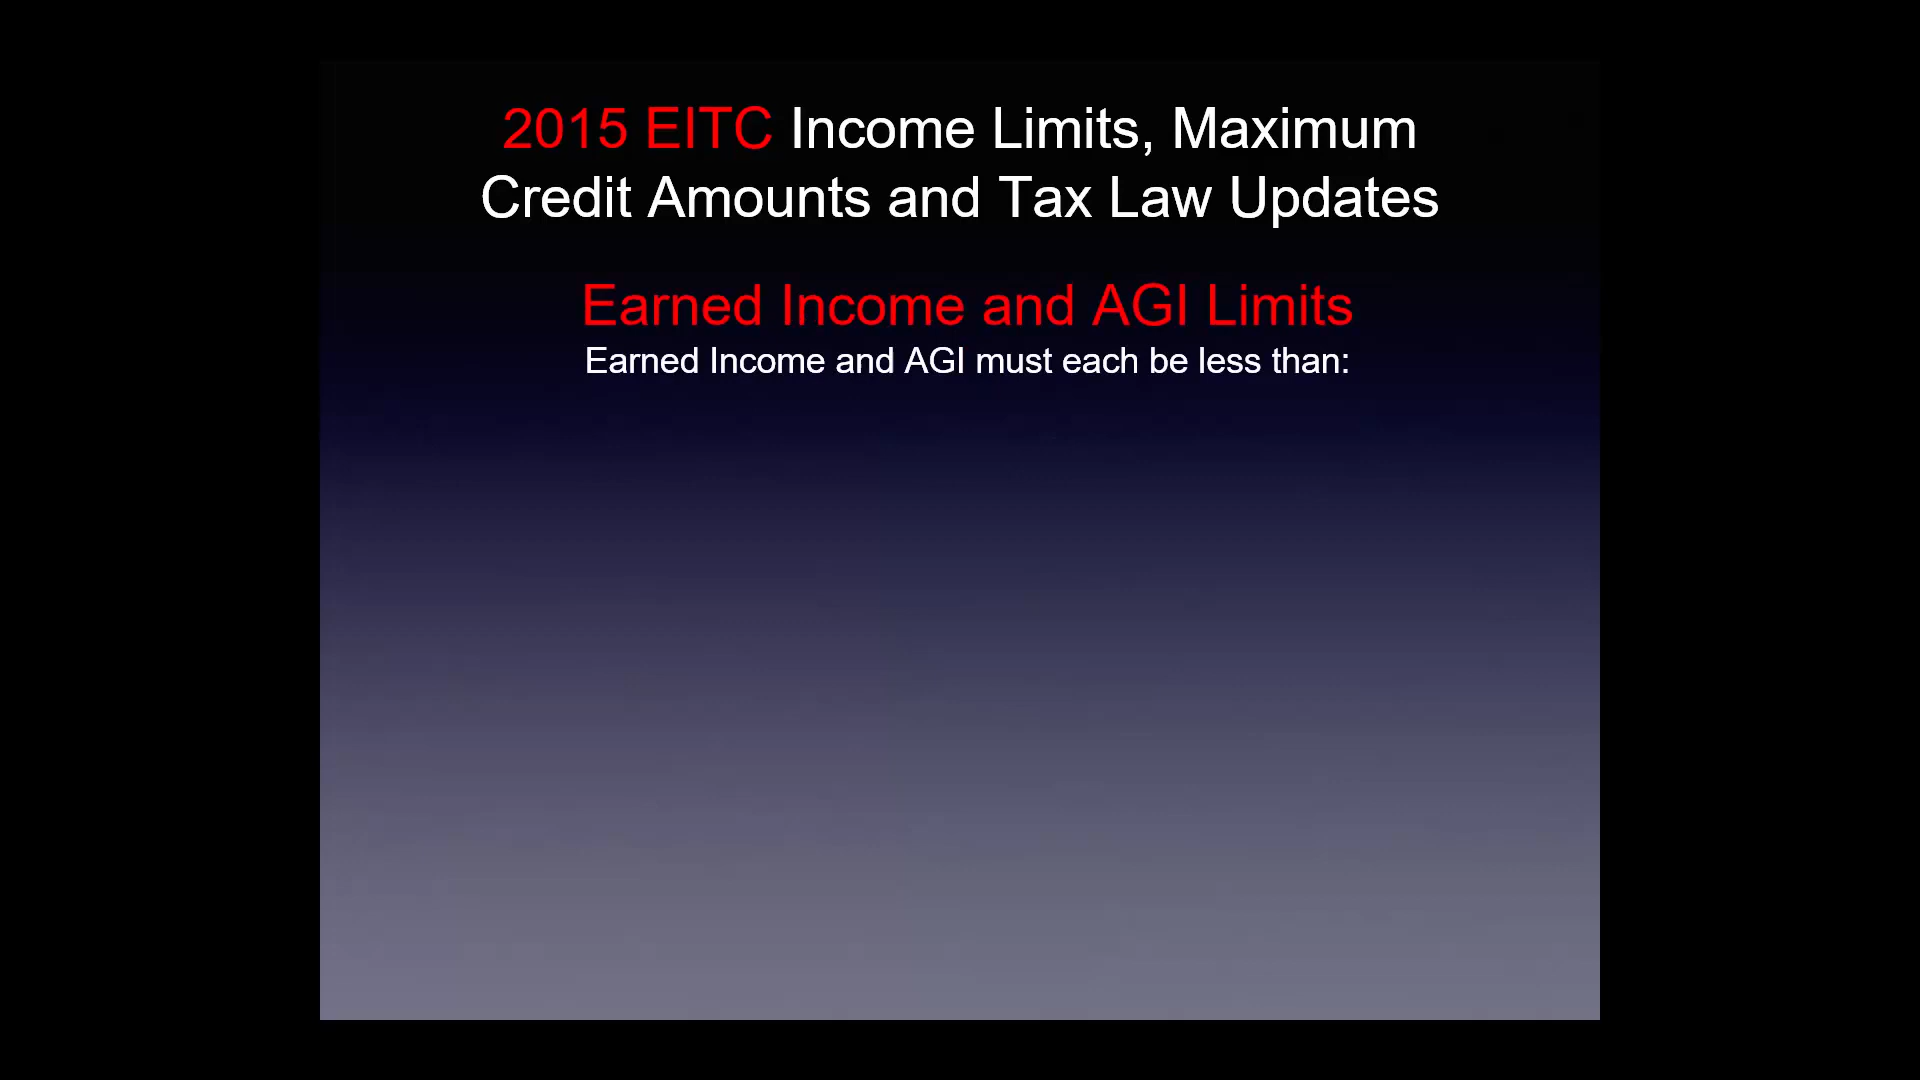 2015 EITC Income Limits, Maximum
Credit Amounts and Tax Law Updates
Earned Income and AGI Limits
Earned Income and AGI must each be less than: